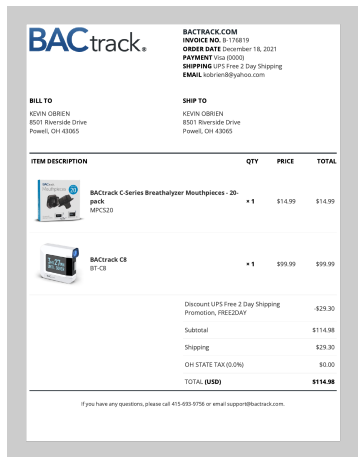 BACtrack®
BACTRACK.COM
INVOICE NO. B-176819
ORDER DATE December 18, 2021
PAYMENT Visa (0000)
SHIPPING UPS Free 2 Day Shipping
EMAIL kobrien8@yahoo.com
BILL TO
SHIP TO
KEVIN OBRIEN
8501 Riverside Drive
Powell, OH 43065
KEVIN OBRIEN
8501 Riverside Drive
Powell, OH 43065
ITEM DESCRIPTION QTY PRICE TOTAL
Mouthpieces 20
BACtrack C-Series Breathalyzer Mouthpieces - 20-
pack × 1 $14.99 $14.99
MPCS20
BACtrack C8 × 1 $99.99 $99.99
BT-C8
Discount UPS Free 2 Day Shipping
Promotion, FREE2DAY -$29.30
Subtotal $114.98
Shipping $29.30
OH STATE TAX (0.0%) $0.00
TOTAL (USD) $114.98
If you have any questions, please call 415-693-9756 or email support@bactrack.com.